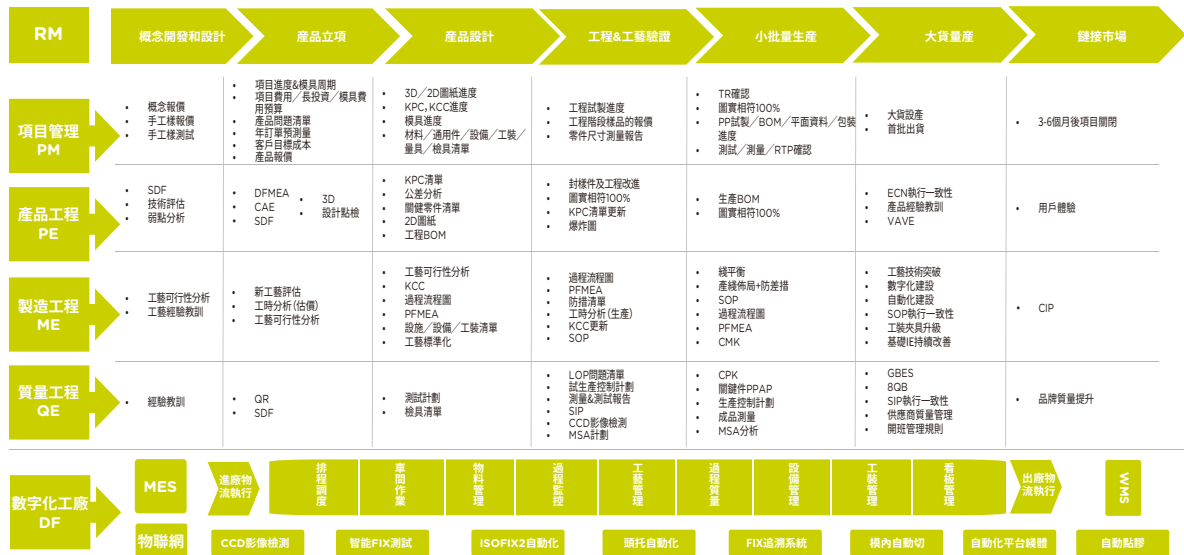 RM
概念開發和設計
産品立項
産品設計
工程&工藝驗證
小批量生産
大貨量産
鏈接市場
項目管理
PM
• 概念報價
• 手工樣報價
• 手工樣測試
• 項目進度&模具周期
• 項目費用／長投資／模具費
用預算
• 産品問題清單
• 年訂單預測量
• 客戶目標成本
• 産品報價
• 3D／2D圖紙進度
• KPC，KCC進度
• 模具進度
• 材料／通用件／設備／工裝／
量具／檢具清單
• 工程試製進度
• 工程階段樣品的報價
• 零件尺寸測量報告
• TR確認
• 圖實相符100%
• PP試製／BOM／平面資料／包裝
進度
• 測試／測量／RTP確認
• 大貨設產
• 首批出貨
• 3-6個月後項目關閉
產品工程
PE
• SDF
• 技術評估
• 弱點分析
• DFMEA
• CAE
• SDF
• 3D
• 設計點檢
• KPC清單
• 公差分析
• 關健零件清單
• 2D圖紙
• 工程BOM
• 封樣件及工程改進
• 圖實相符100%
• KPC清單更新
• 爆炸圖
• 生產BOM
• 圖實相符100%
• ECN執行一致性
• 產品經驗教訓
• VAVE
• 用戶體驗
製造工程
ME
• 工藝可行性分析
• 工藝經驗教訓
• 新工藝評估
• 工時分析（估價）
• 工藝可行性分析
• 工藝可行性分析
• KCC
• 過程流程圖
• PFMEA
• 設施／設備／工裝清單
• 工藝標準化
• 過程流程圖
• PFMEA
• 防措清單
• 工時分析（生產）
• KCC更新
• SOP
• 綫平衡
• 產綫佈局+防差措
• SOP
• 過程流程圖
• PFMEA
• CMK
• 工藝技術突破
• 數字化建設
• 自動化建設
• SOP執行一致性
• 工裝夾具升級
• 基礎IE持續改善
• CIP
質量工程
QE
• 經驗教訓
• QR
• SDF
• 測試計劃
• 檢具清單
• LOP問題清單
• 試生產控制計劃
• 測量&測試報告
• SIP
• CCD影像檢測
• MSA計劃
• CPK
• 關鍵件PPAP
• 生產控制計劃
• 成品測量
• MSA分析
• GBES
• 8QB
• SIP執行一致性
• 供應商質量管理
• 開班管理規則
• 品牌質量提升
數字化工廠
DF
MES
進廠物
流執行
排程調度
車間作業
物料管理
過程監控
工藝管理
過程質量
設備管理
工裝管理
看板管理
出廠物
流執行
WMS
物聯網
CCD影像檢測
智能FIX測試
ISOFIX2自動化
頭托自動化
FIX追溯系統
模內自動切
自動化平台綫體
自動點膠